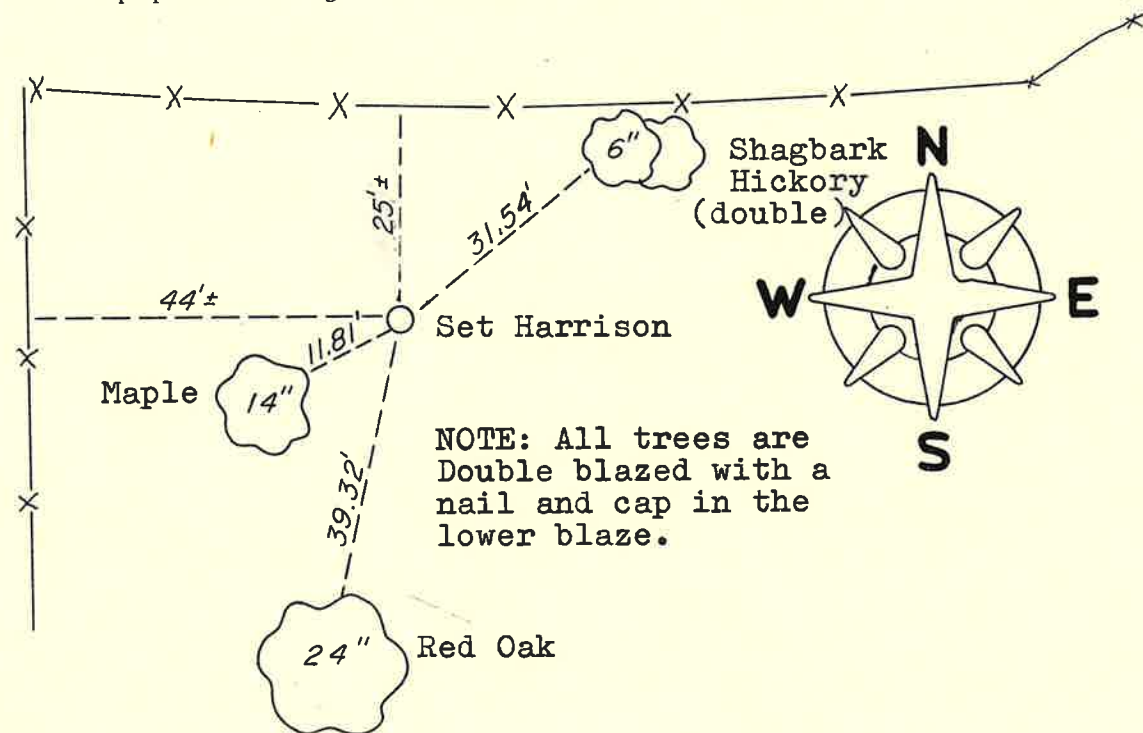 6"
Shagbark
Hickory
(double)
N
25'±
31.54'
44'±
W
E
Set Harrison
11.81'
Maple
14"
S
NOTE: All trees are
Double blazed with a
nail and cap in the
lower blaze.
39.32'
24"
Red Oak